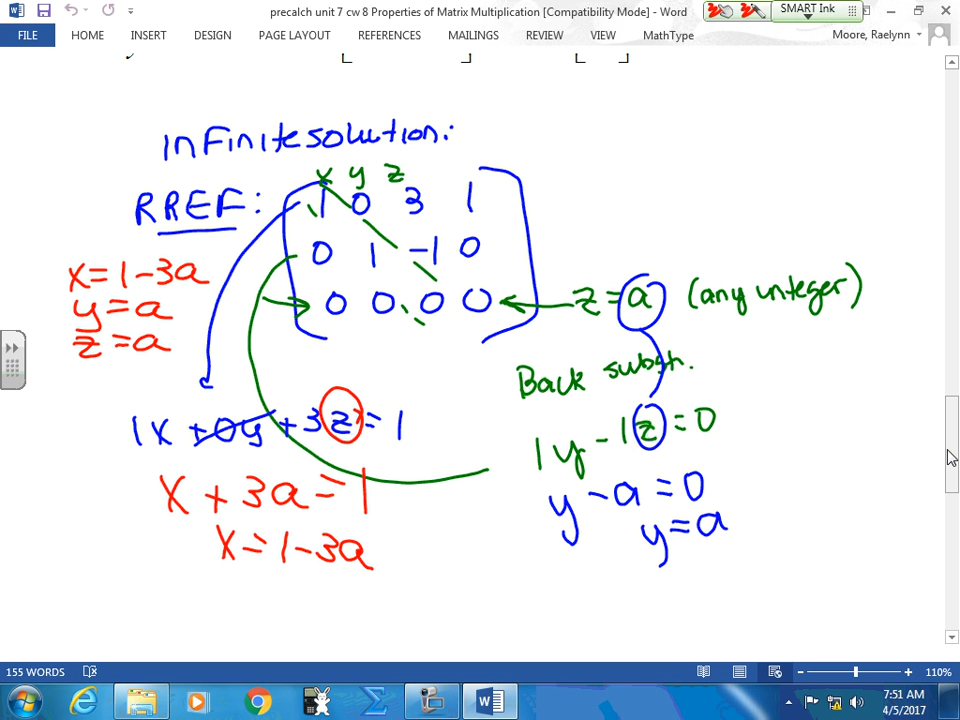 precalch unit 7 cw 8 Properties of Matrix Multiplication [Compatibility Mode] - Word
SMART Ink
FILE HOME INSERT DESIGN PAGE LAYOUT REFERENCES MAILINGS REVIEW VIEW MathType Moore, Raelynn
infinite solution:
x y z
RREF: 1 0 3 1
0 1 -1 0
0 0 0 0
z = a (any integer)
x = 1 - 3a
y = a
z = a
Back subst.
1x + 0y + 3z = 1
1y - 1z = 0
x + 3a = 1
y - a = 0
x = 1 - 3a
y = a
155 WORDS
110%
7:51 AM
4/5/2017